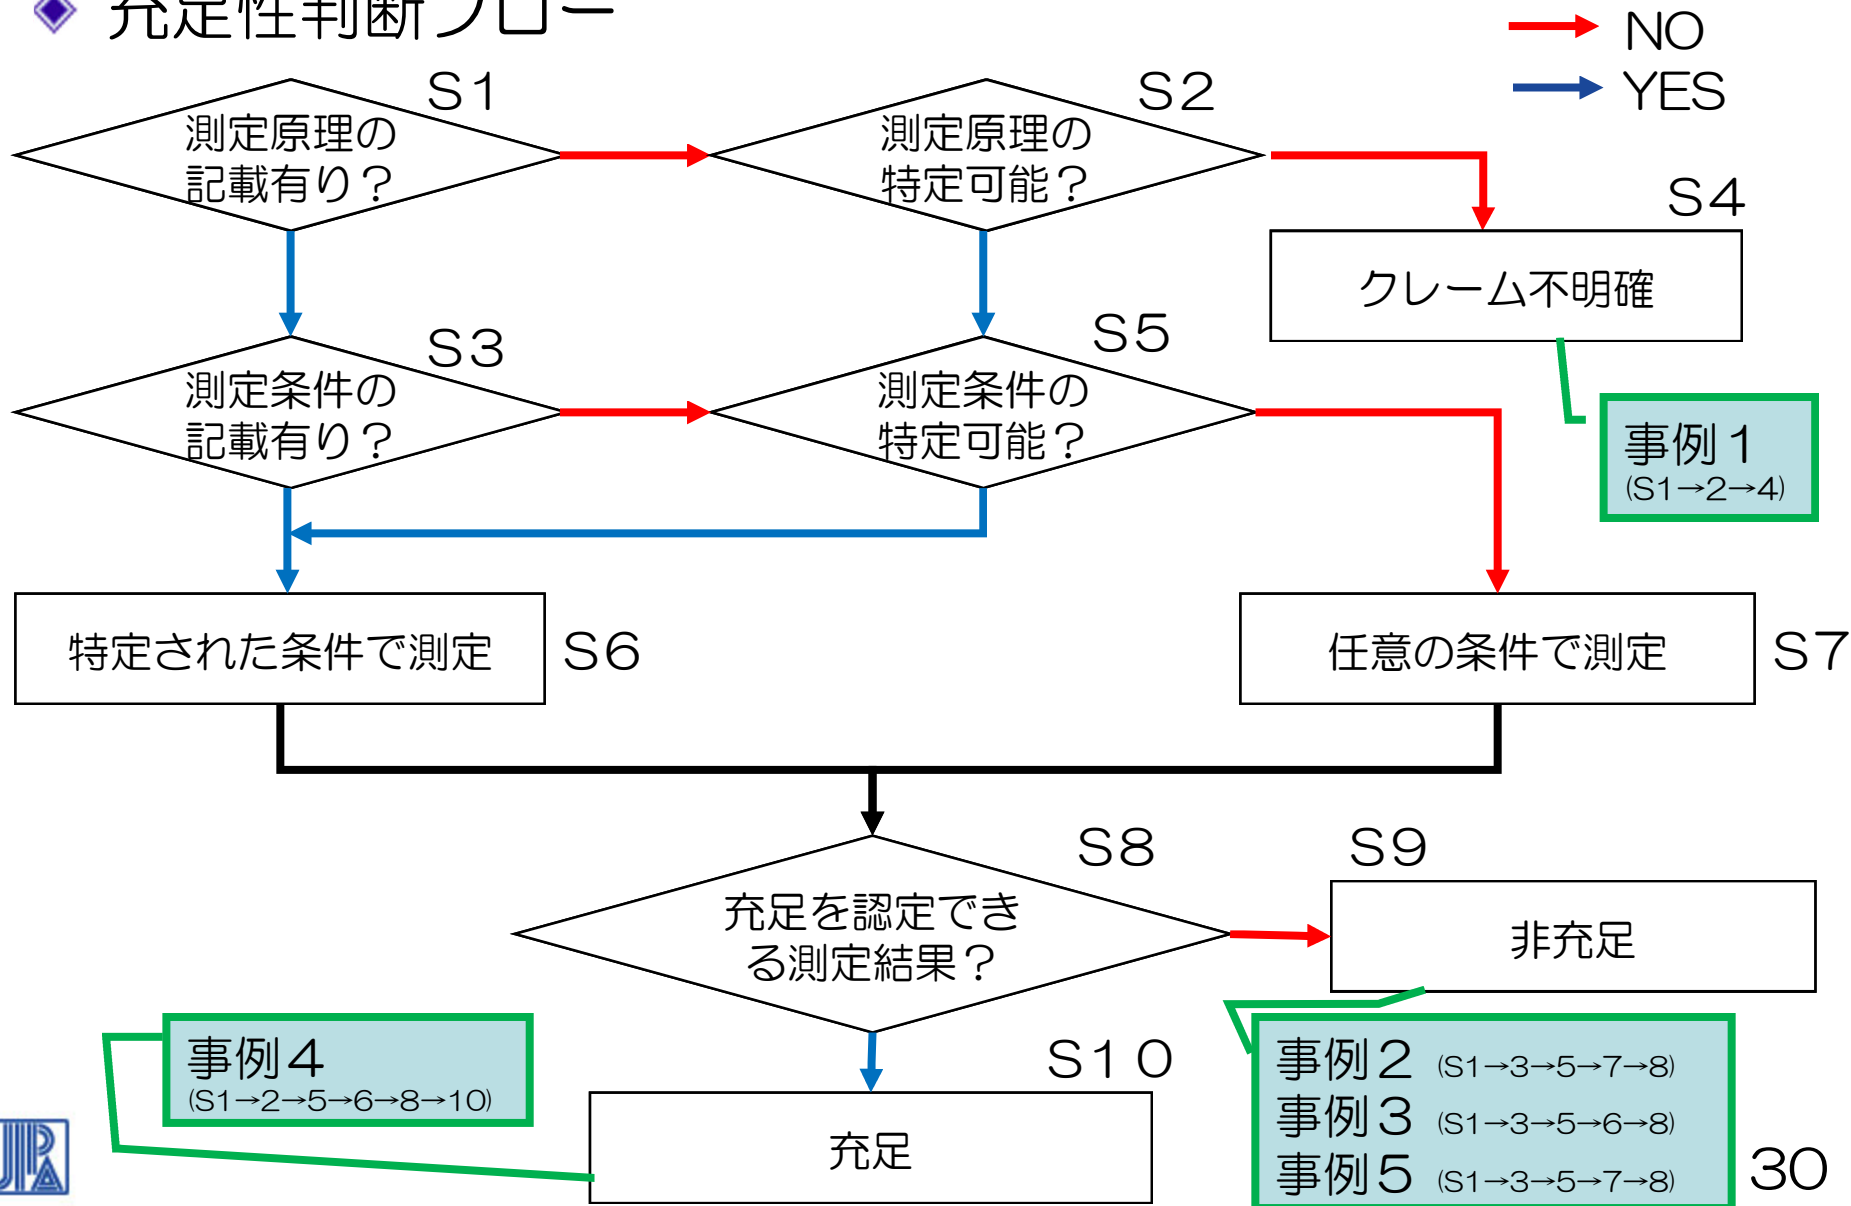 充足性判断フロー
NO
YES
S1
測定原理の
記載有り？
S2
測定原理の
特定可能？
S4
クレーム不明確
S3
測定条件の
記載有り？
S5
測定条件の
特定可能？
事例１
(S1→2→4)
特定された条件で測定
S6
任意の条件で測定
S7
S8
充足を認定でき
る測定結果？
S9
非充足
事例４
(S1→2→5→6→8→10)
S10
充足
事例２ (S1→3→5→7→8)
事例３ (S1→3→5→6→8)
事例５ (S1→3→5→7→8)
JPAA
30